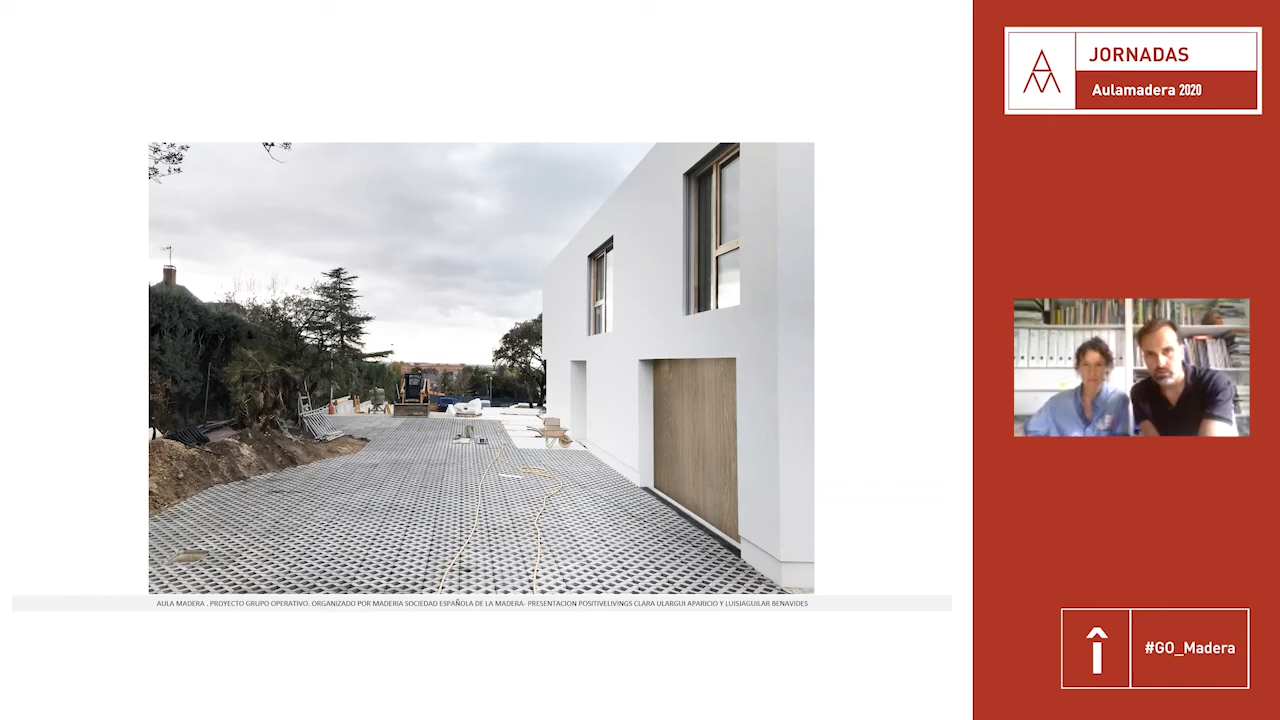 JORNADAS
Aulamadera 2020
AULA MADERA . PROYECTO GRUPO OPERATIVO. ORGANIZADO POR MADERIA SOCIEDAD ESPAÑOLA DE LA MADERA- PRESENTACION POSITIVELIVINGS CLARA ULARGUI APARICIO Y LUISJAGUILAR BENAVIDES
#GO_Madera